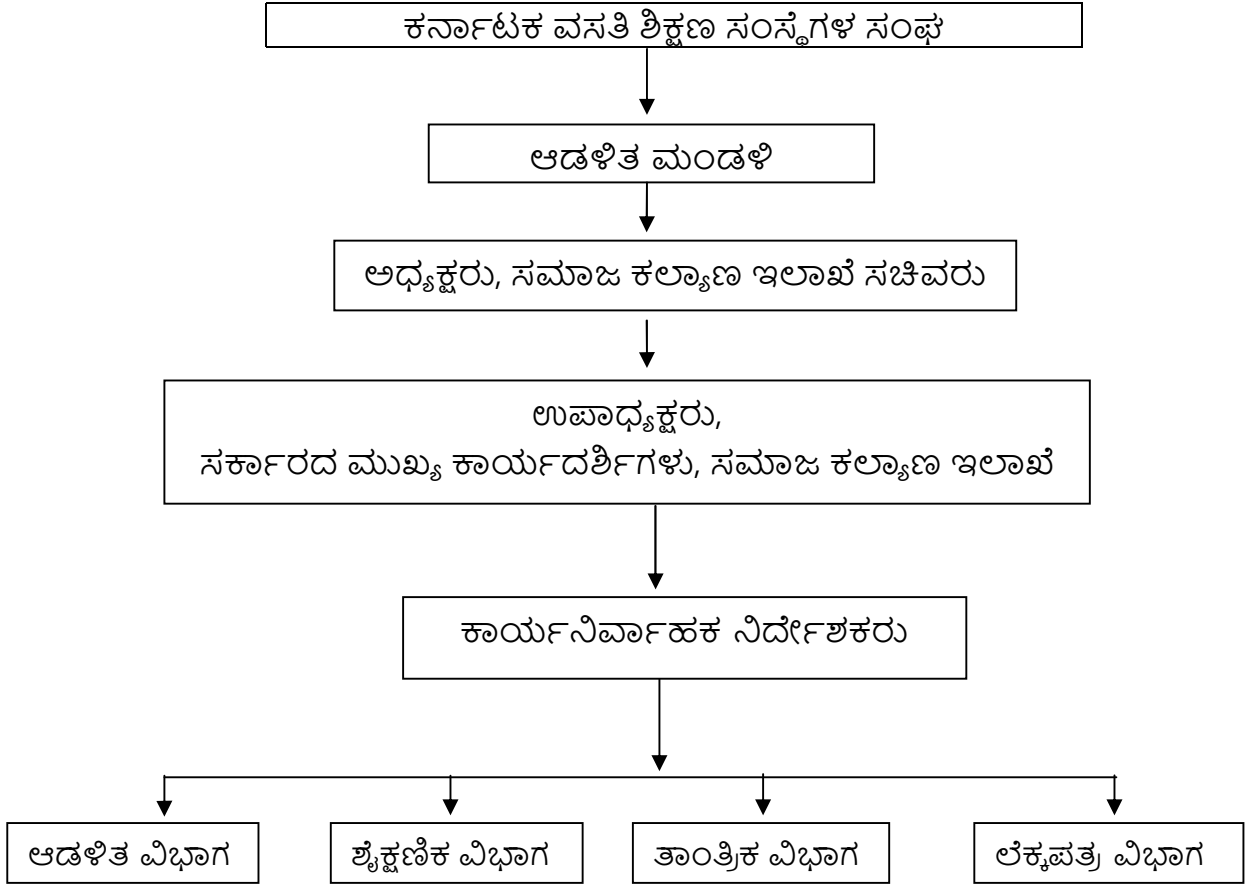 ಕರ್ನಾಟಕ ವಸತಿ ಶಿಕ್ಷಣ ಸಂಸ್ಥೆಗಳ ಸಂಘ
ಆಡಳಿತ ಮಂಡಳಿ
ಅಧ್ಯಕ್ಷರು, ಸಮಾಜ ಕಲ್ಯಾಣ ಇಲಾಖೆ ಸಚಿವರು
ಉಪಾಧ್ಯಕ್ಷರು,
ಸರ್ಕಾರದ ಮುಖ್ಯ ಕಾರ್ಯದರ್ಶಿಗಳು, ಸಮಾಜ ಕಲ್ಯಾಣ ಇಲಾಖೆ
ಕಾರ್ಯನಿರ್ವಾಹಕ ನಿರ್ದೇಶಕರು
ಆಡಳಿತ ವಿಭಾಗ
ಶೈಕ್ಷಣಿಕ ವಿಭಾಗ
ತಾಂತ್ರಿಕ ವಿಭಾಗ
ಲೆಕ್ಕಪತ್ರ ವಿಭಾಗ